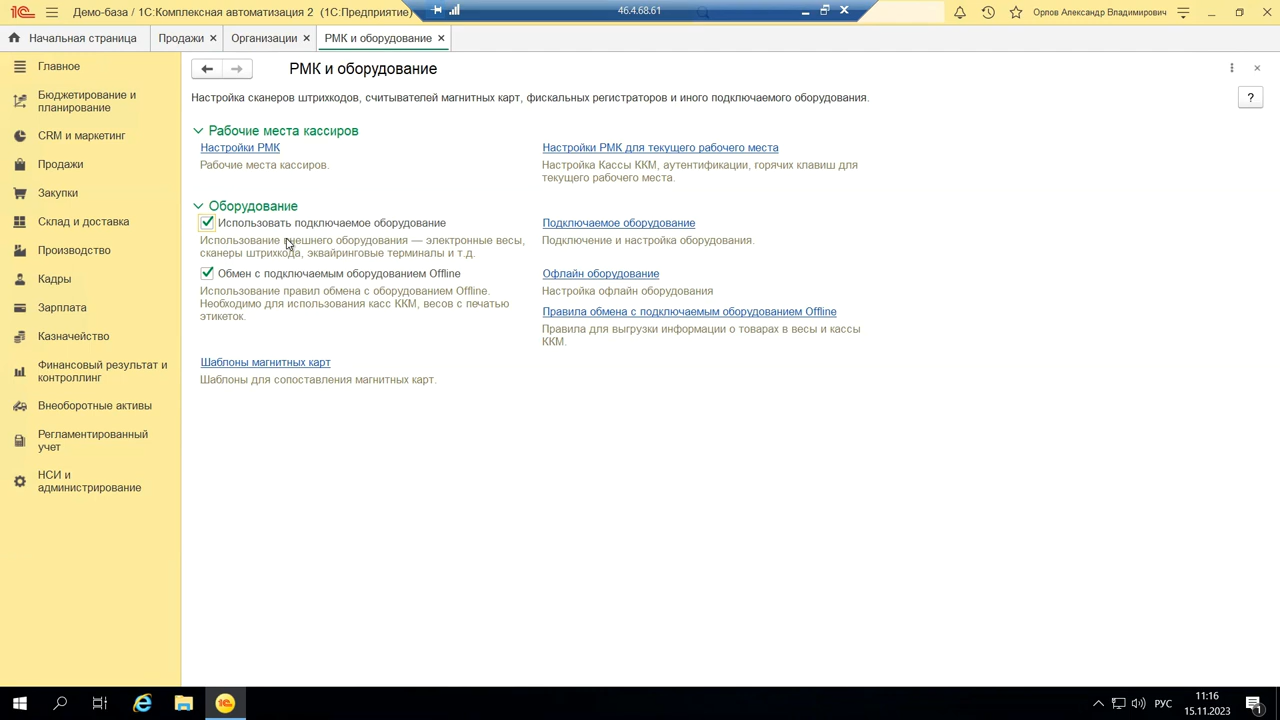 Демо-база / 1С:Комплексная автоматизация 2 (1С:Предприятие)
46.4.68.61
Орлов Александр Владимирович
Начальная страница
Продажи
Организации
РМК и оборудование
Главное
Бюджетирование и
планирование
CRM и маркетинг
Продажи
Закупки
Склад и доставка
Производство
Кадры
Зарплата
Казначейство
Финансовый результат и
контроллинг
Внеоборотные активы
Регламентированный
учет
НСИ и
администрирование
РМК и оборудование
Настройка сканеров штрихкодов, считывателей магнитных карт, фискальных регистраторов и иного подключаемого оборудования.
?
Рабочие места кассиров
Настройки РМК
Рабочие места кассиров.
Настройки РМК для текущего рабочего места
Настройка Кассы ККМ, аутентификации, горячих клавиш для
текущего рабочего места.
Оборудование
Использовать подключаемое оборудование
Использование внешнего оборудования — электронные весы,
сканеры штрихкода, эквайринговые терминалы и т.д.
Подключаемое оборудование
Подключение и настройка оборудования.
Обмен с подключаемым оборудованием Offline
Использование правил обмена с оборудованием Offline.
Необходимо для использования касс ККМ, весов с печатью
этикеток.
Офлайн оборудование
Настройка офлайн оборудования
Правила обмена с подключаемым оборудованием Offline
Правила для выгрузки информации о товарах в весы и кассы
ККМ.
Шаблоны магнитных карт
Шаблоны для сопоставления магнитных карт.
РУС
11:16
15.11.2023
1